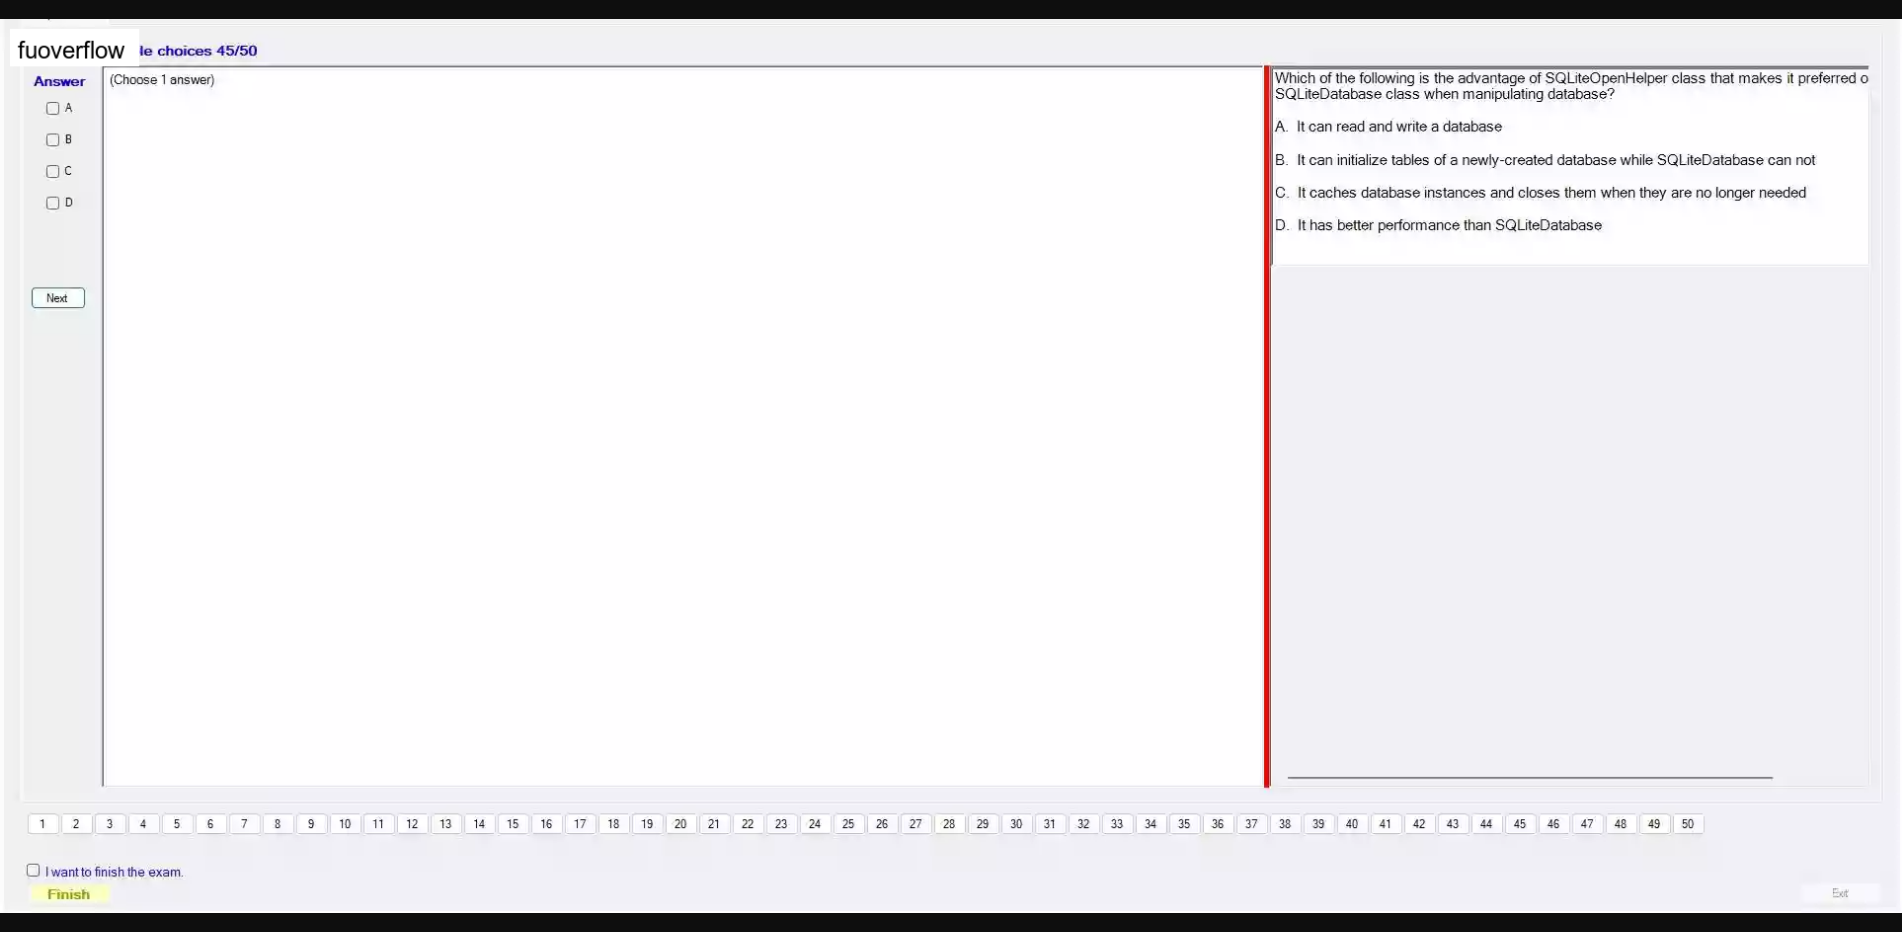 fuoverflow
le choices 45/50
Answer
(Choose 1 answer)
A
B
C
D
Next
Which of the following is the advantage of SQLiteOpenHelper class that makes it preferred o
SQLiteDatabase class when manipulating database?
A. It can read and write a database
B. It can initialize tables of a newly-created database while SQLiteDatabase can not
C. It caches database instances and closes them when they are no longer needed
D. It has better performance than SQLiteDatabase
1 2 3 4 5 6 7 8 9 10 11 12 13 14 15 16 17 18 19 20 21 22 23 24 25 26 27 28 29 30 31 32 33 34 35 36 37 38 39 40 41 42 43 44 45 46 47 48 49 50
I want to finish the exam.
Finish
Exit